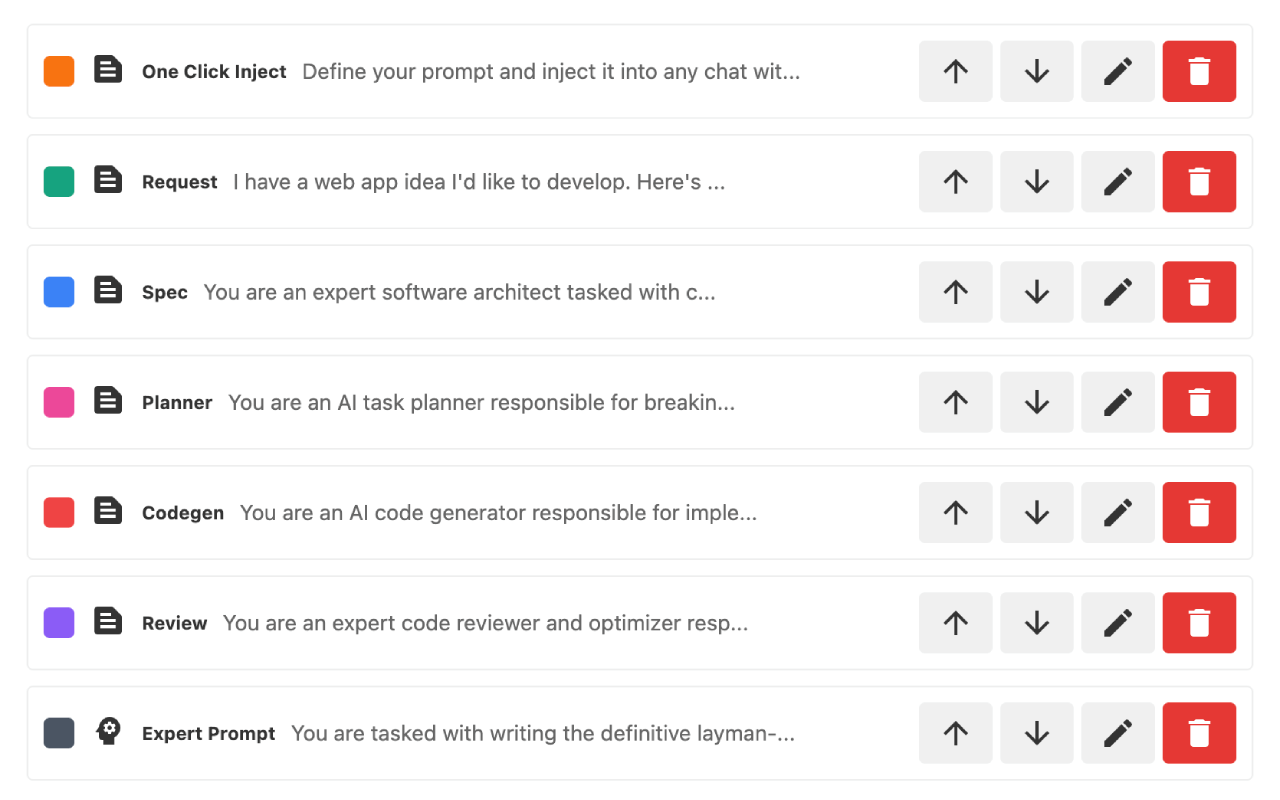 One Click Inject Define your prompt and inject it into any chat wit...
Request I have a web app idea I'd like to develop. Here's ...
Spec You are an expert software architect tasked with c...
Planner You are an AI task planner responsible for breakin...
Codegen You are an AI code generator responsible for imple...
Review You are an expert code reviewer and optimizer resp...
Expert Prompt You are tasked with writing the definitive layman-...